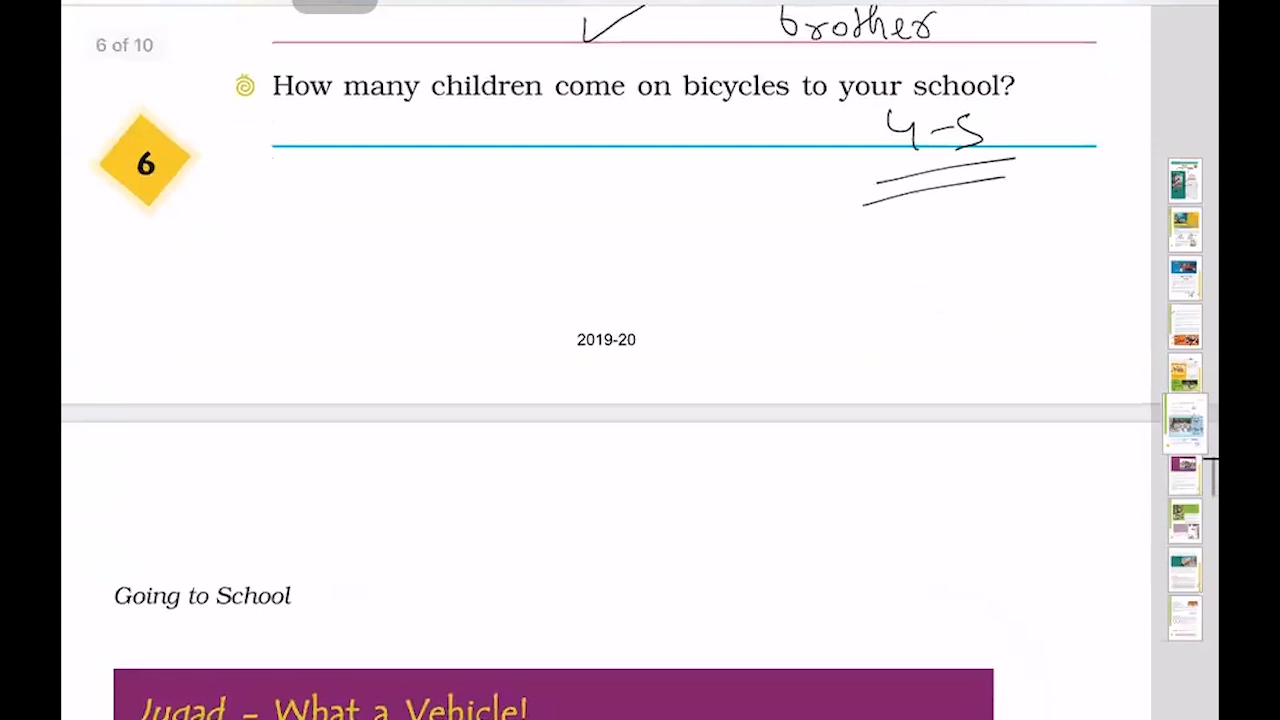 6 of 10
brother
How many children come on bicycles to your school?
4-5
6
2019-20
Going to School
Jugad - What a Vehicle!